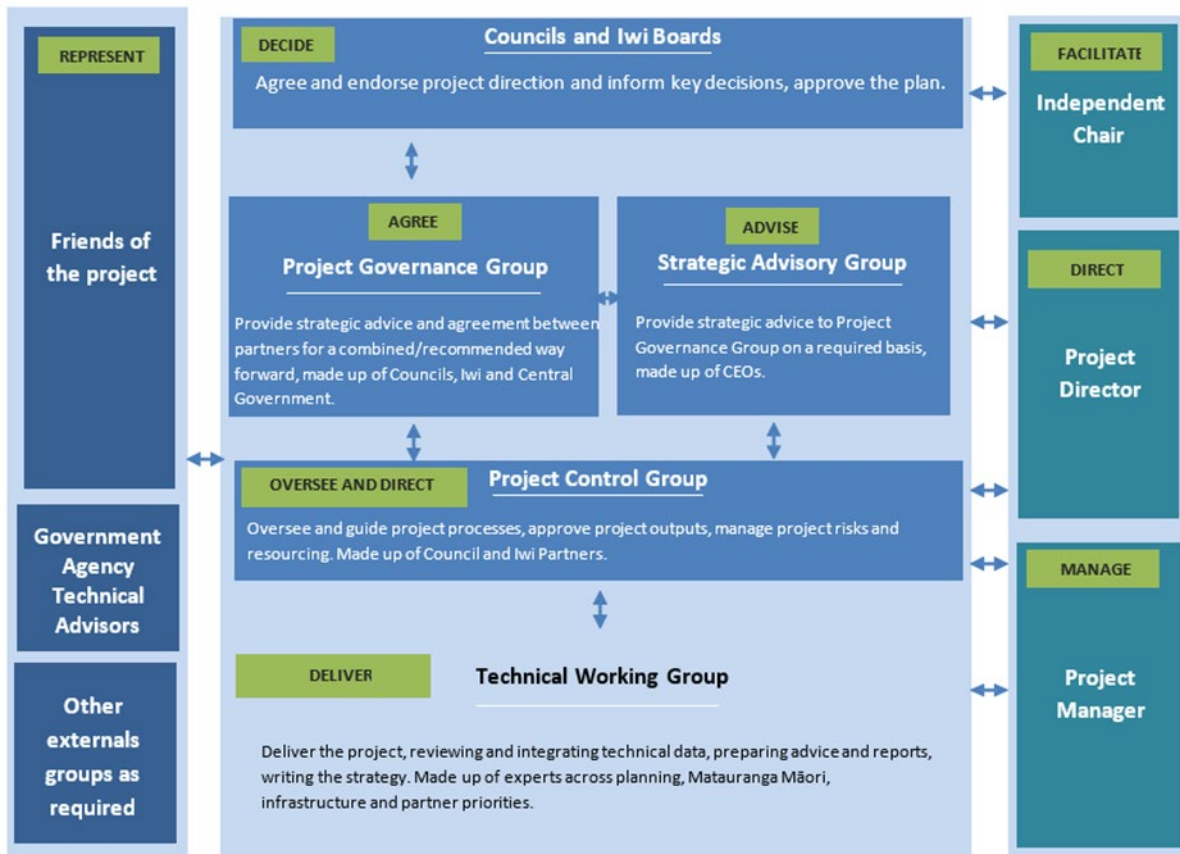 REPRESENT
Friends of
the project
Government
Agency
Technical
Advisors
Other
externals
groups as
required
DECIDE
Councils and Iwi Boards
Agree and endorse project direction and inform key decisions, approve the plan.
AGREE
Project Governance Group
Provide strategic advice and agreement between
partners for a combined/recommended way
forward, made up of Councils, Iwi and Central
Government.
ADVISE
Strategic Advisory Group
Provide strategic advice to Project
Governance Group on a required basis,
made up of CEOs.
OVERSEE AND DIRECT
Project Control Group
Oversee and guide project processes, approve project outputs, manage project risks and
resourcing. Made up of Council and Iwi Partners.
DELIVER
Technical Working Group
Deliver the project, reviewing and integrating technical data, preparing advice and reports,
writing the strategy. Made up of experts across planning, Matauranga Māori,
infrastructure and partner priorities.
FACILITATE
Independent
Chair
DIRECT
Project
Director
MANAGE
Project
Manager